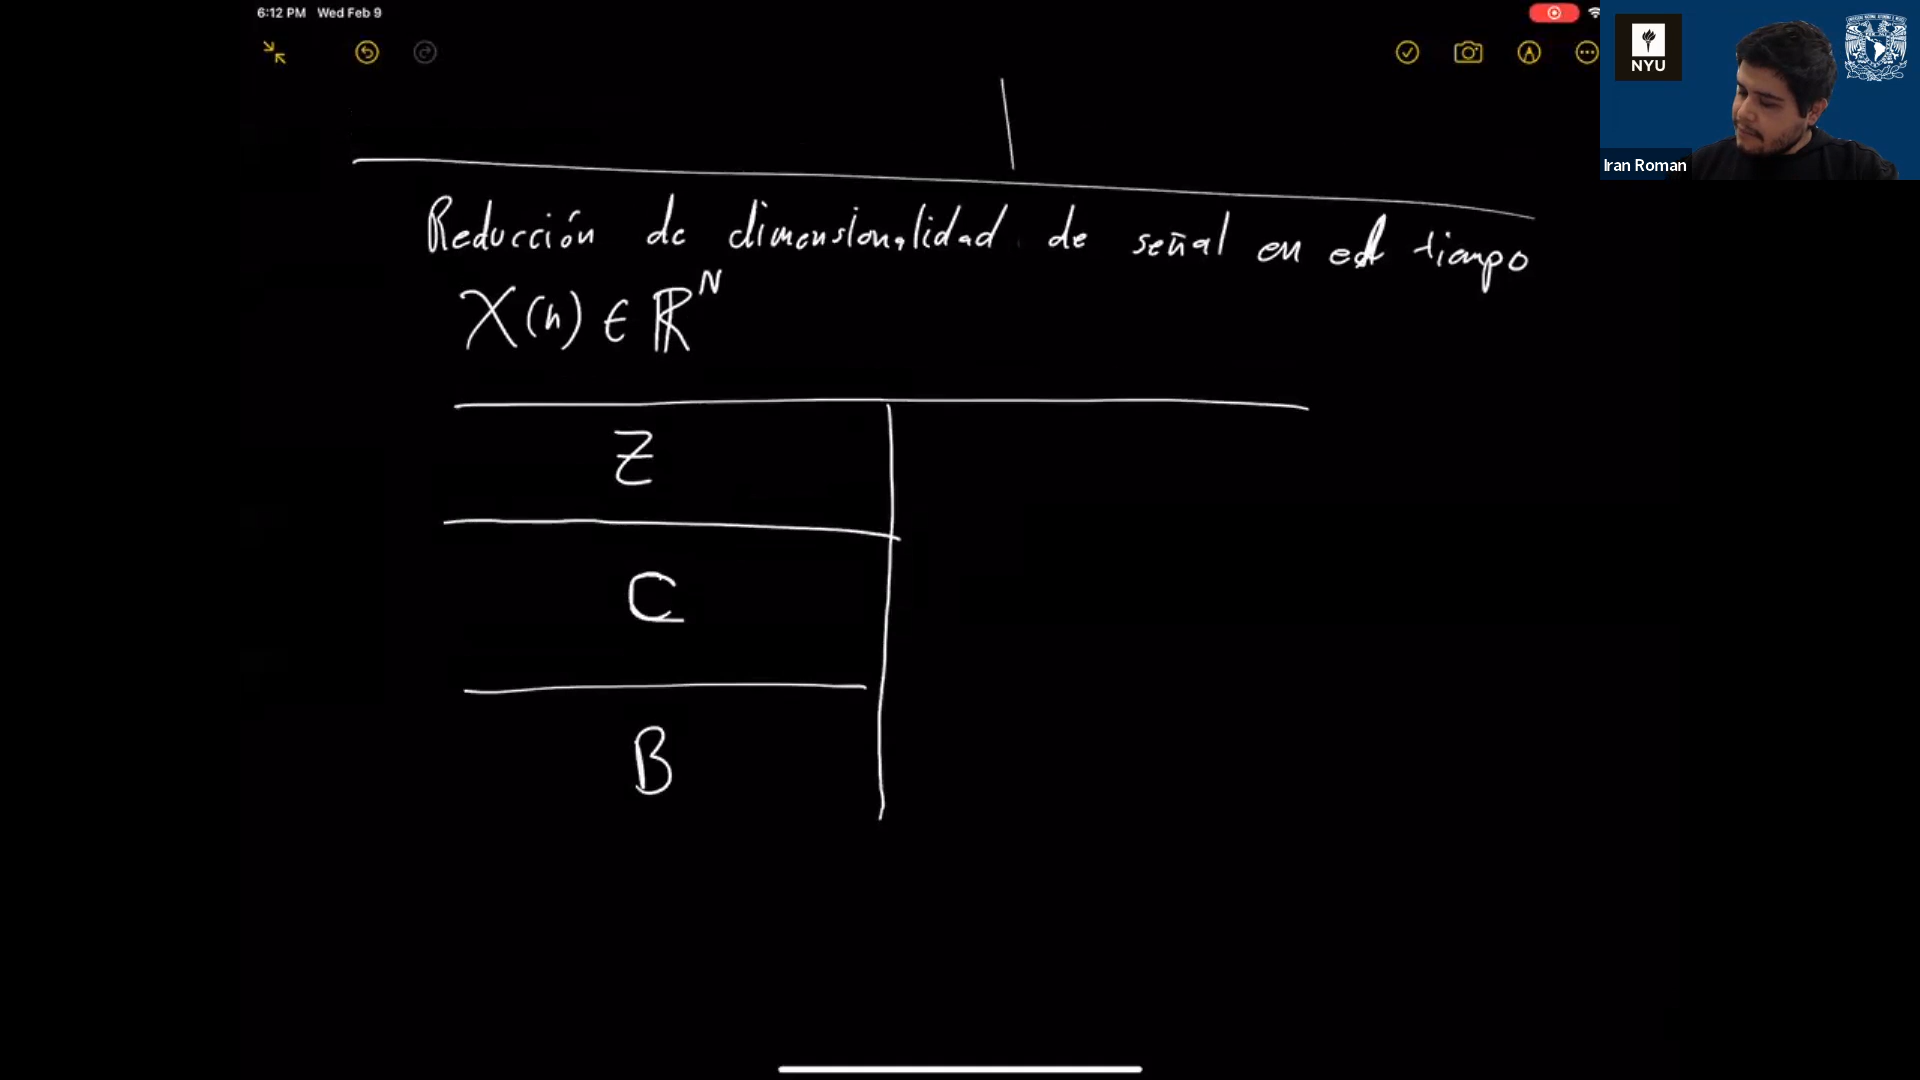 6:12 PM Wed Feb 9
NYU
Iran Roman
Reducción de dimensionalidad de señal en el tiempo
X(n) ∈ ℝ^N
Z
C
B